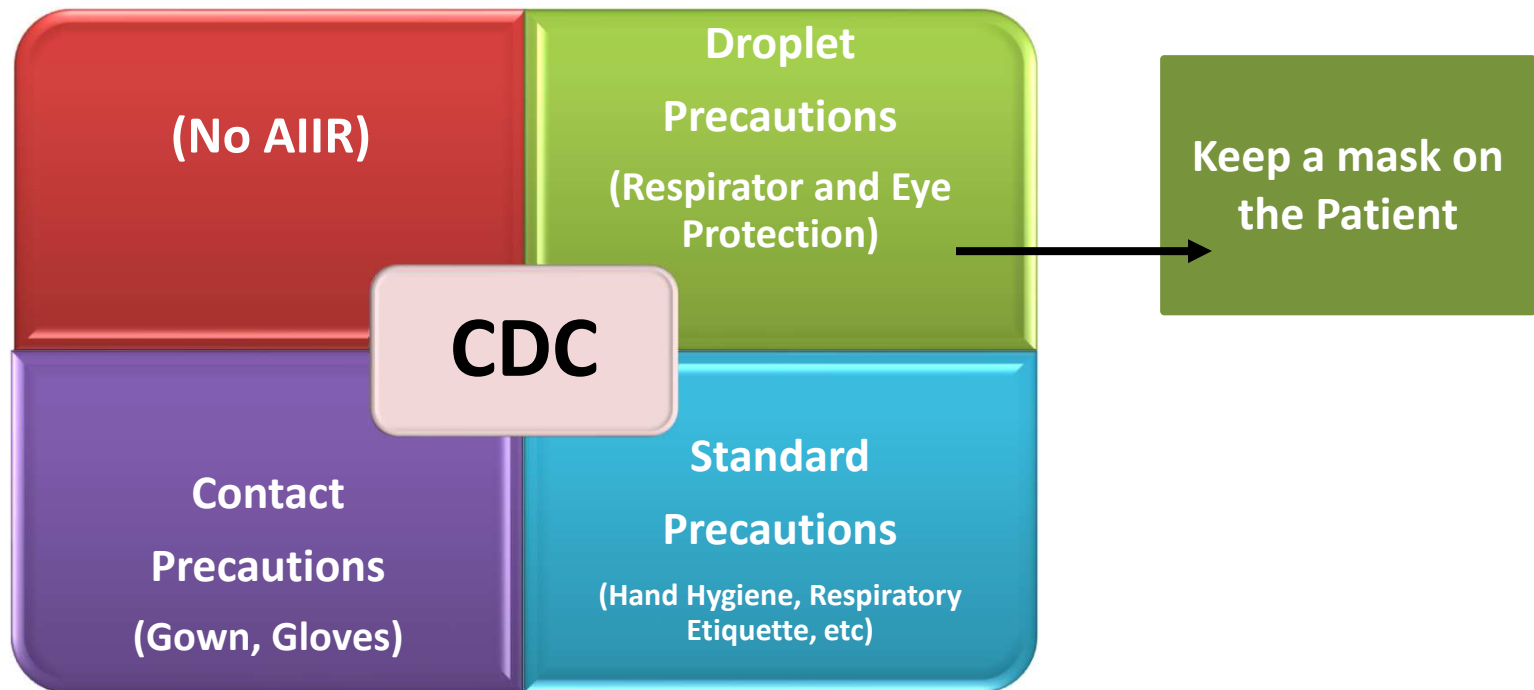 (No AIIR)
Droplet
Precautions
(Respirator and Eye
Protection)
Keep a mask on
the Patient
CDC
Contact
Precautions
(Gown, Gloves)
Standard
Precautions
(Hand Hygiene, Respiratory
Etiquette, etc)